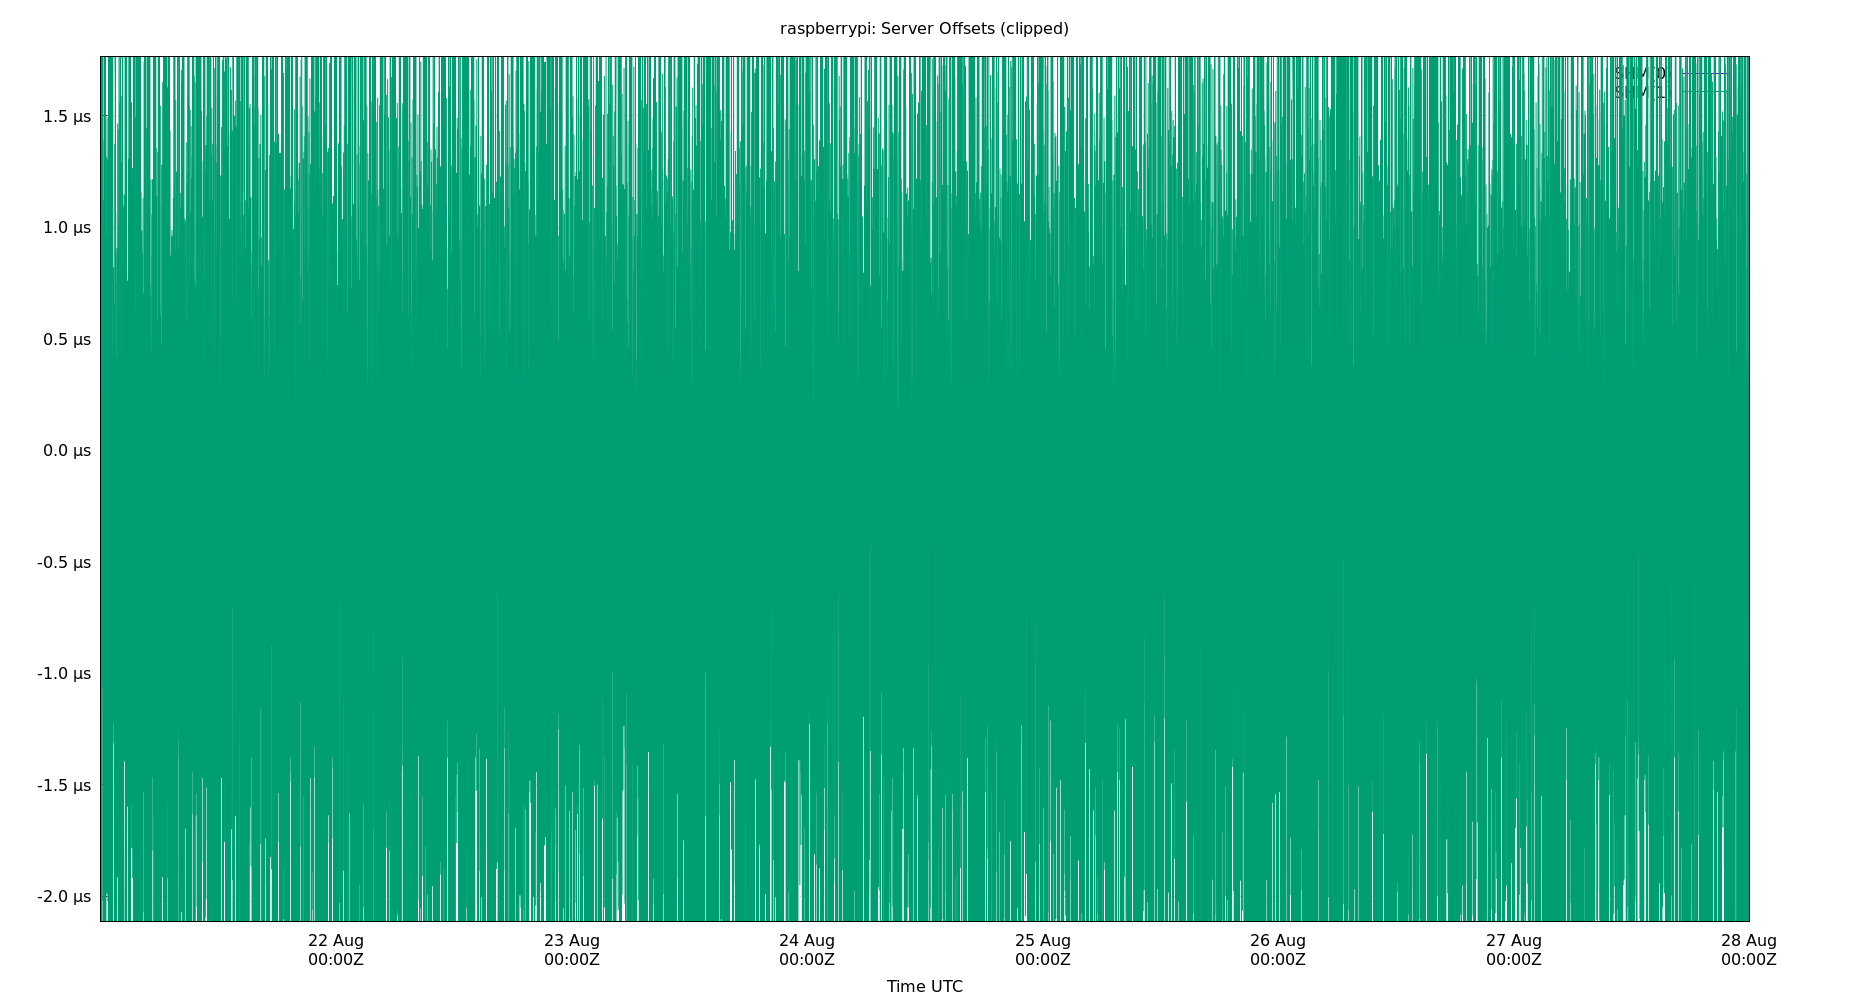 raspberrypi: Server Offsets (clipped)
SHM(0)
1.5 µs
1.0 µs
0.5 µs
0.0 µs
-0.5 µs
-1.0 µs
-1.5 µs
-2.0 µs
22 Aug 23 Aug 24 Aug 25 Aug 26 Aug 27 Aug 28 Aug
00:00Z 00:00Z 00:00Z 00:00Z 00:00Z 00:00Z 00:00Z
Time UTC